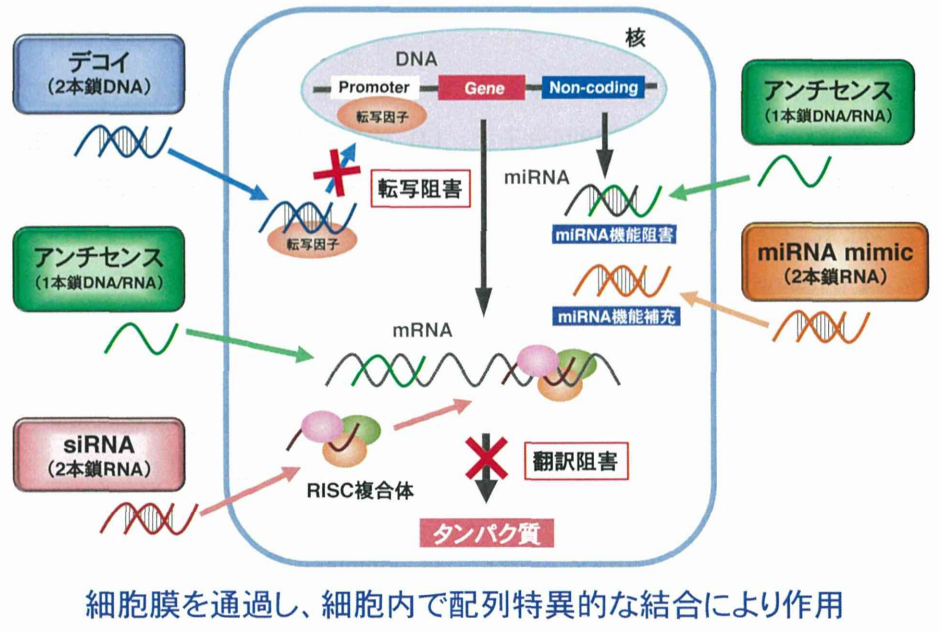 デコイ
(2本鎖DNA)
核
DNA
Promoter
Gene
Non-coding
転写因子
アンチセンス
(1本鎖DNA/RNA)
転写阻害
転写因子
miRNA
miRNA機能阻害
アンチセンス
(1本鎖DNA/RNA)
miRNA mimic
(2本鎖RNA)
miRNA機能補充
mRNA
siRNA
(2本鎖RNA)
RISC複合体
翻訳阻害
タンパク質
細胞膜を通過し、細胞内で配列特異的な結合により作用